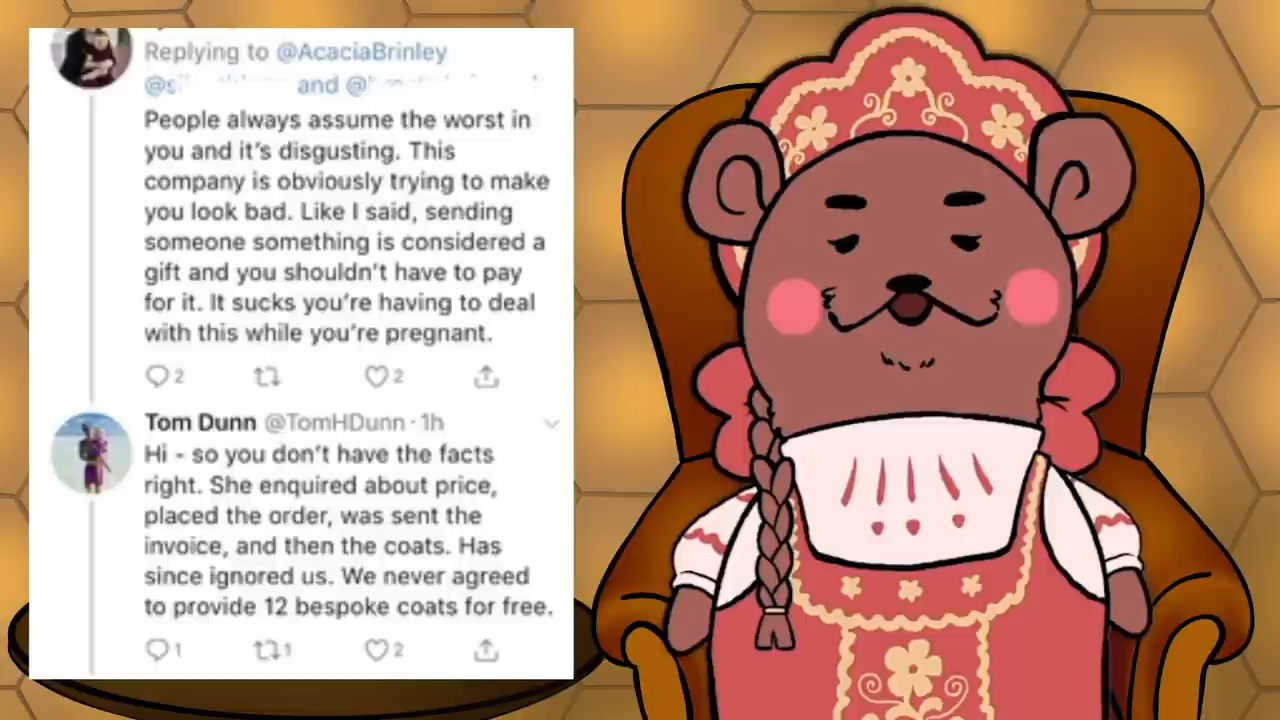 Replying to @AcaciaBrinley
and
People always assume the worst in
you and it's disgusting. This
company is obviously trying to make
you look bad. Like I said, sending
someone something is considered a
gift and you shouldn't have to pay
for it. It sucks you're having to deal
with this while you're pregnant.
2 2
Tom Dunn @TomHDunn · 1h
Hi - so you don't have the facts
right. She enquired about price,
placed the order, was sent the
invoice, and then the coats. Has
since ignored us. We never agreed
to provide 12 bespoke coats for free.
1 1 2